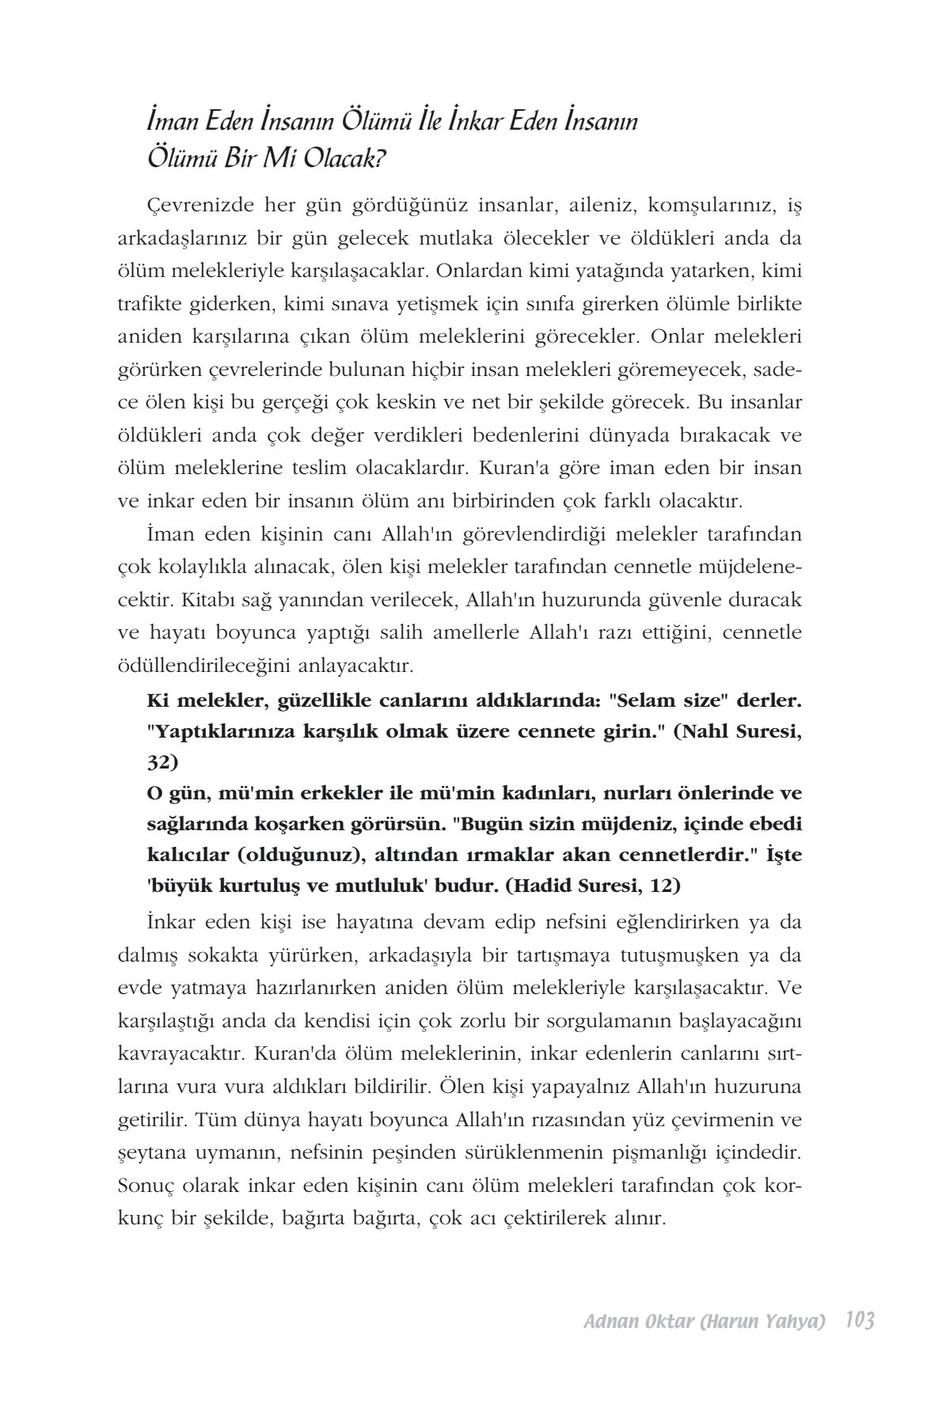 İman Eden İnsanın Ölümü İle İnkar Eden İnsanın
Ölümü Bir Mi Olacak?
Çevrenizde her gün gördüğünüz insanlar, aileniz, komşularınız, iş
arkadaşlarınız bir gün gelecek mutlaka ölecekler ve öldükleri anda da
ölüm melekleriyle karşılaşacaklar. Onlardan kimi yatağında yatarken, kimi
trafikte giderken, kimi sınava yetişmek için sınıfa girerken ölümle birlikte
aniden karşılarına çıkan ölüm meleklerini görecekler. Onlar melekleri
görürken çevrelerinde bulunan hiçbir insan melekleri göremeyecek, sade-
ce ölen kişi bu gerçeği çok keskin ve net bir şekilde görecek. Bu insanlar
öldükleri anda çok değer verdikleri bedenlerini dünyada bırakacak ve
ölüm meleklerine teslim olacaklardır. Kuran'a göre iman eden bir insan
ve inkar eden bir insanın ölüm anı birbirinden çok farklı olacaktır.
İman eden kişinin canı Allah'ın görevlendirdiği melekler tarafından
çok kolaylıkla alınacak, ölen kişi melekler tarafından cennetle müjdelene-
cektir. Kitabı sağ yanından verilecek, Allah'ın huzurunda güvenle duracak
ve hayatı boyunca yaptığı salih amellerle Allah'ı razı ettiğini, cennetle
ödüllendirileceğini anlayacaktır.
Ki melekler, güzellikle canlarını aldıklarında: "Selam size" derler.
"Yaptıklarınıza karşılık olmak üzere cennete girin." (Nahl Suresi,
32)
O gün, mü'min erkekler ile mü'min kadınları, nurları önlerinde ve
sağlarında koşarken görürsün. "Bugün sizin müjdeniz, içinde ebedi
kalıcılar (olduğunuz), altından ırmaklar akan cennetlerdir." İşte
'büyük kurtuluş ve mutluluk' budur. (Hadid Suresi, 12)
İnkar eden kişi ise hayatına devam edip nefsini eğlendirirken ya da
dalmış sokakta yürürken, arkadaşıyla bir tartışmaya tutuşmuşken ya da
evde yatmaya hazırlanırken aniden ölüm melekleriyle karşılaşacaktır. Ve
karşılaştığı anda da kendisi için çok zorlu bir sorgulamanın başlayacağını
kavrayacaktır. Kuran'da ölüm meleklerinin, inkar edenlerin canlarını sırt-
larına vura vura aldıkları bildirilir. Ölen kişi yapayalnız Allah'ın huzuruna
getirilir. Tüm dünya hayatı boyunca Allah'ın rızasından yüz çevirmenin ve
şeytana uymanın, nefsinin peşinden sürüklenmenin pişmanlığı içindedir.
Sonuç olarak inkar eden kişinin canı ölüm melekleri tarafından çok kor-
kunç bir şekilde, bağırta bağırta, çok acı çektirilerek alınır.
Adnan Oktar (Harun Yahya) 103